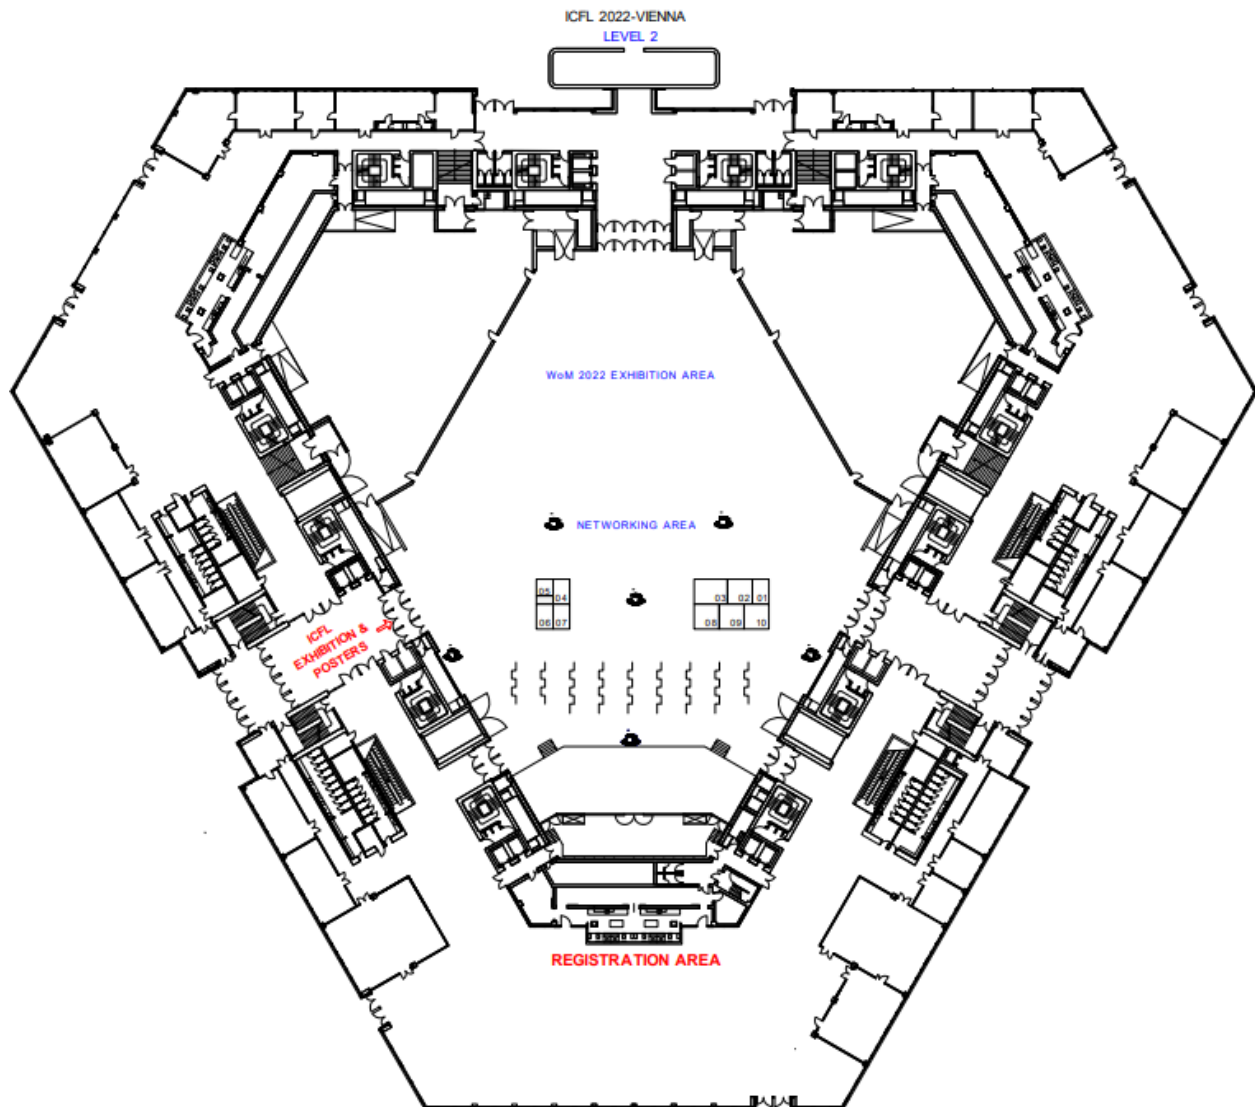 ICFL 2022-VIENNA
LEVEL 2
WoM 2022 EXHIBITION AREA
NETWORKING AREA
05 04
03 02 01
06 07
08 09 10
ICFL
EXHIBITION &
POSTERS
REGISTRATION AREA